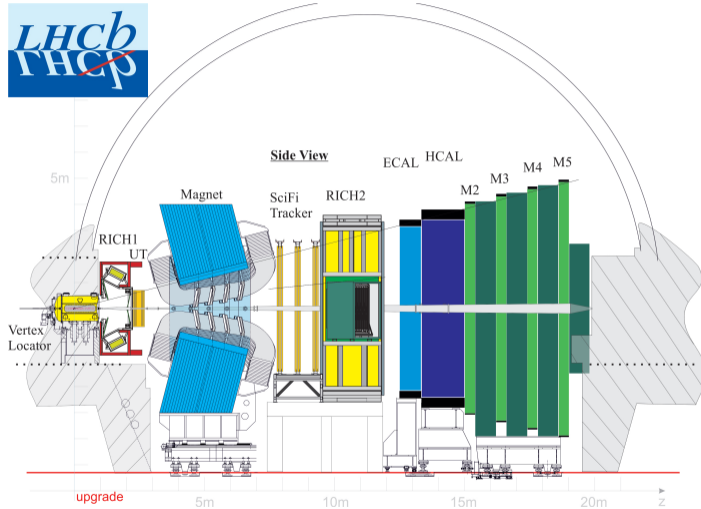 LHCb
LHCb
Side View
ECAL
HCAL
M5
M4
M3
M2
5m
Magnet
SciFi
Tracker
RICH2
RICH1
UT
Vertex
Locator
upgrade
5m
10m
15m
20m
z